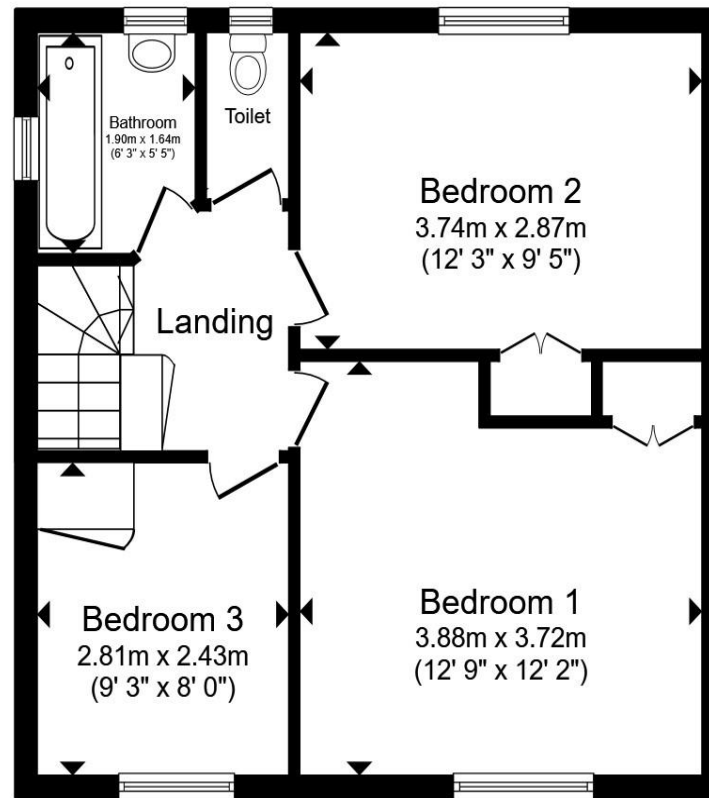 Bathroom
1.90m x 1.64m
(6' 3" x 5' 5")
Toilet
Bedroom 2
3.74m x 2.87m
(12' 3" x 9' 5")
Landing
Bedroom 3
2.81m x 2.43m
(9' 3" x 8' 0")
Bedroom 1
3.88m x 3.72m
(12' 9" x 12' 2")